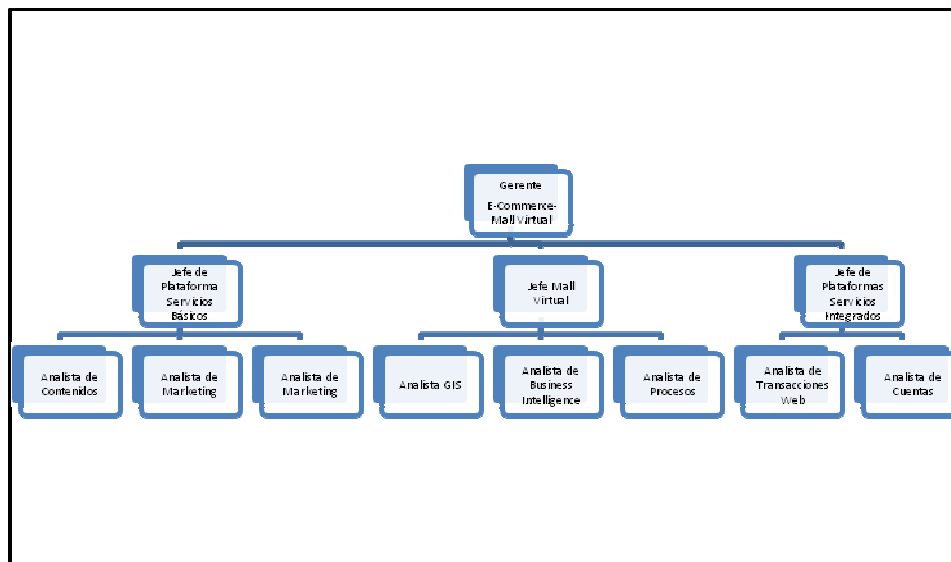 Gerente
E-Commerce-
Mall Virtual
Jefe de
Plataforma
Servicios
Básicos
Jefe Mall
Virtual
Jefe de
Plataformas
Servicios
Integrados
Analista de
Contenidos
Analista de
Marketing
Analista de
Marketing
Analista GIS
Analista de
Business
Intelligence
Analista de
Procesos
Analista de
Transacciones
Web
Analista de
Cuentas